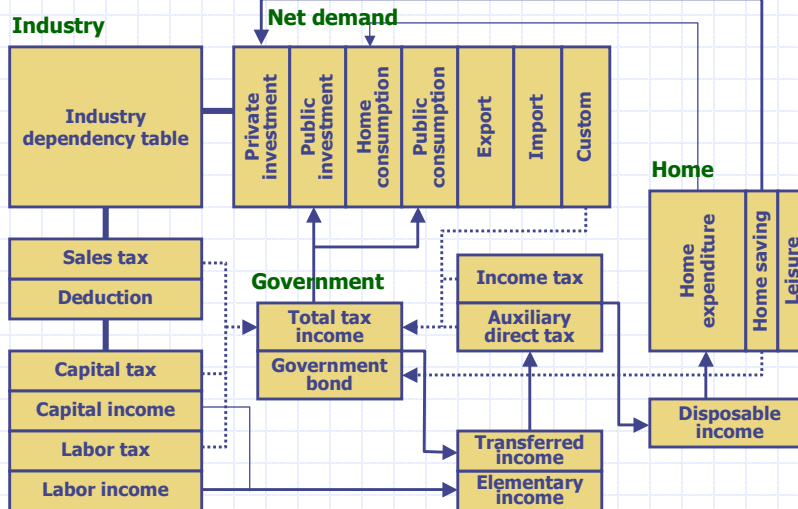 Net demand
Industry
Industry
dependency table
Private
investment
Public
investment
Home
consumption
Public
consumption
Export
Import
Custom
Home
Home
expenditure
Home saving
Leisure
Sales tax
Deduction
Government
Total tax
income
Government
bond
Income tax
Auxiliary
direct tax
Capital tax
Capital income
Labor tax
Labor income
Transferred
income
Elementary
income
Disposable
income